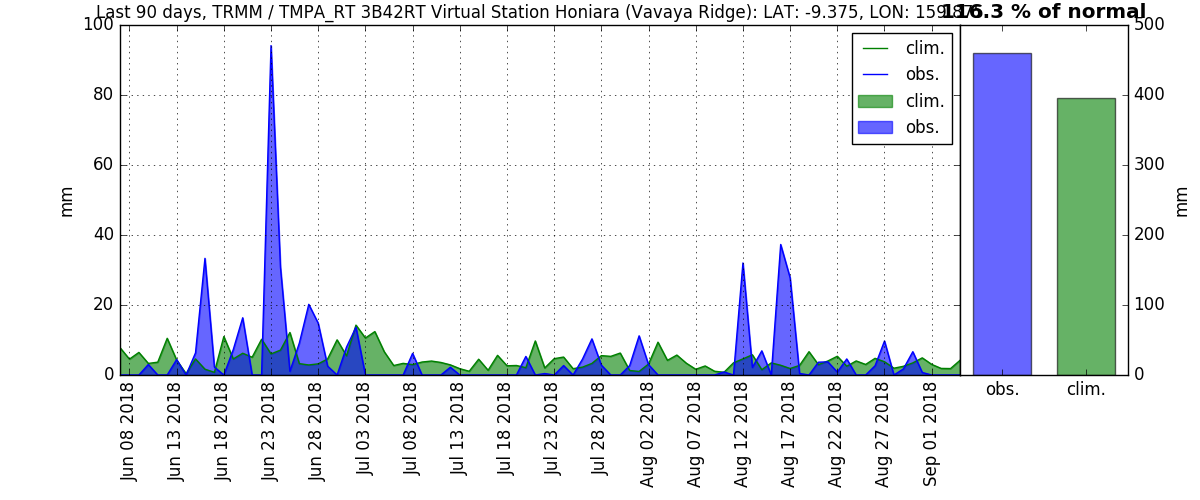 Last 90 days, TRMM / TMPA_RT 3B42RT Virtual Station Honiara (Vavaya Ridge): LAT: -9.375, LON:
116.3 % of normal
100
80
60
40
20
0
mm
clim.
obs.
clim.
obs.
500
400
300
200
100
0
mm
obs.
clim.
Jun 08 2018
Jun 13 2018
Jun 18 2018
Jun 23 2018
Jun 28 2018
Jul 03 2018
Jul 08 2018
Jul 13 2018
Jul 18 2018
Jul 23 2018
Jul 28 2018
Aug 02 2018
Aug 07 2018
Aug 12 2018
Aug 17 2018
Aug 22 2018
Aug 27 2018
Sep 01 2018